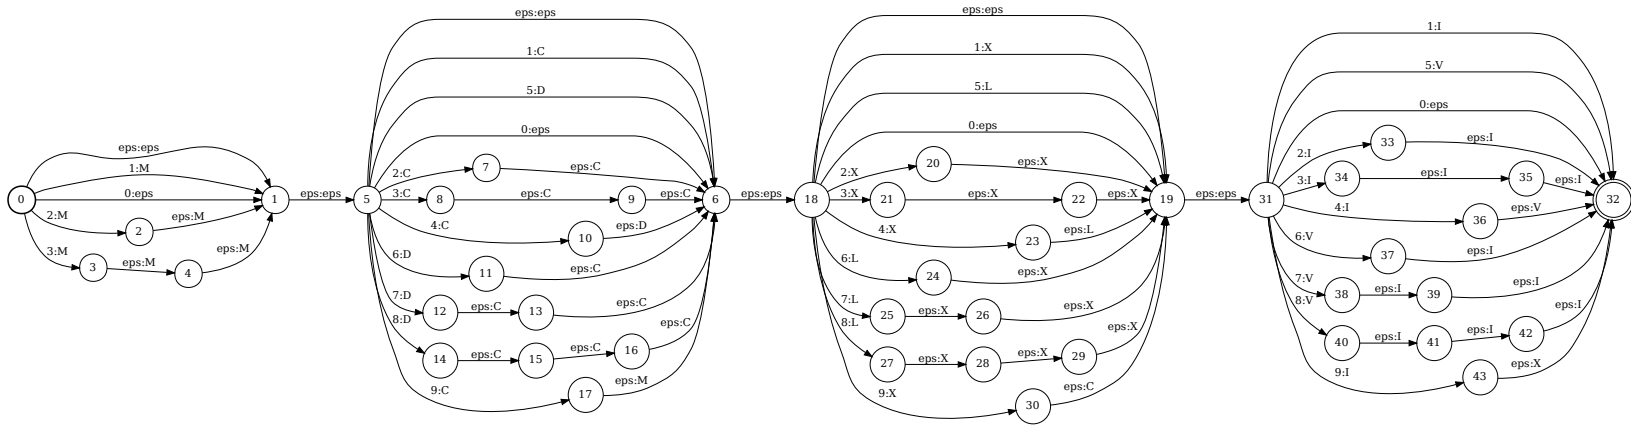 eps:eps
1:M
0:eps
2:M
eps:M
3:M
eps:M
eps:M
0
1
2
3
4
eps:eps
eps:eps
1:C
5:D
0:eps
2:C
eps:C
3:C
eps:C
eps:C
4:C
eps:D
6:D
eps:C
7:D
eps:C
eps:C
8:D
eps:C
eps:C
eps:C
9:C
eps:M
5
6
7
8
9
10
11
12
13
14
15
16
17
eps:eps
eps:eps
1:X
5:L
0:eps
2:X
eps:X
3:X
eps:X
eps:X
4:X
eps:L
6:L
eps:X
7:L
eps:X
eps:X
8:L
eps:X
eps:X
eps:X
9:X
eps:C
18
19
20
21
22
23
24
25
26
27
28
29
30
eps:eps
1:I
5:V
0:eps
2:I
eps:I
3:I
eps:I
eps:I
4:I
eps:V
6:V
eps:I
7:V
eps:I
eps:I
8:V
eps:I
eps:I
eps:I
9:I
eps:X
31
32
33
34
35
36
37
38
39
40
41
42
43